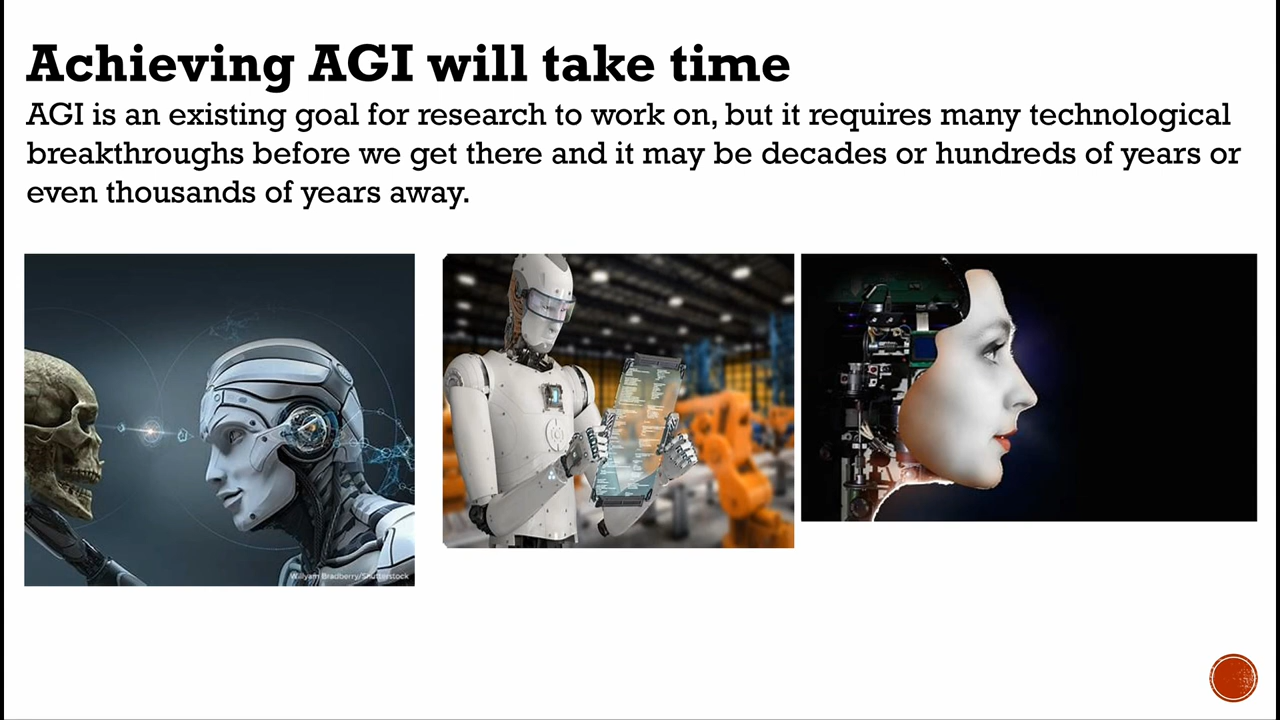 Achieving AGI will take time
AGI is an existing goal for research to work on, but it requires many technological
breakthroughs before we get there and it may be decades or hundreds of years or
even thousands of years away.
Willyam Bradberry/Shutterstock